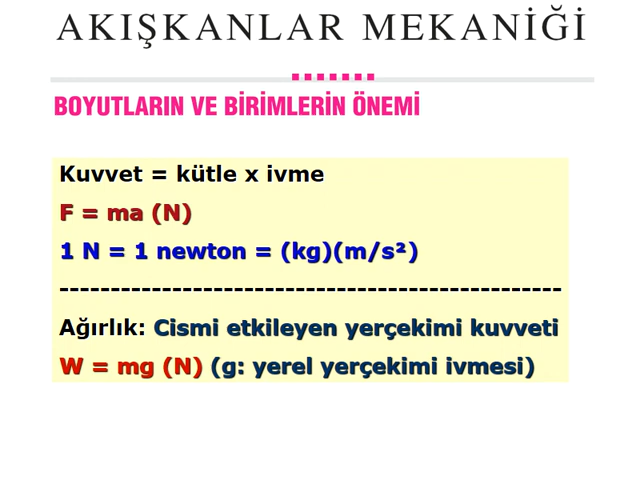 AKIŞKANLAR MEKANİĞİ
BOYUTLARIN VE BİRİMLERİN ÖNEMİ
Kuvvet = kütle x ivme
F = ma (N)
1 N = 1 newton = (kg)(m/s²)
--------------------------------------------------
Ağırlık: Cismi etkileyen yerçekimi kuvveti
W = mg (N) (g: yerel yerçekimi ivmesi)